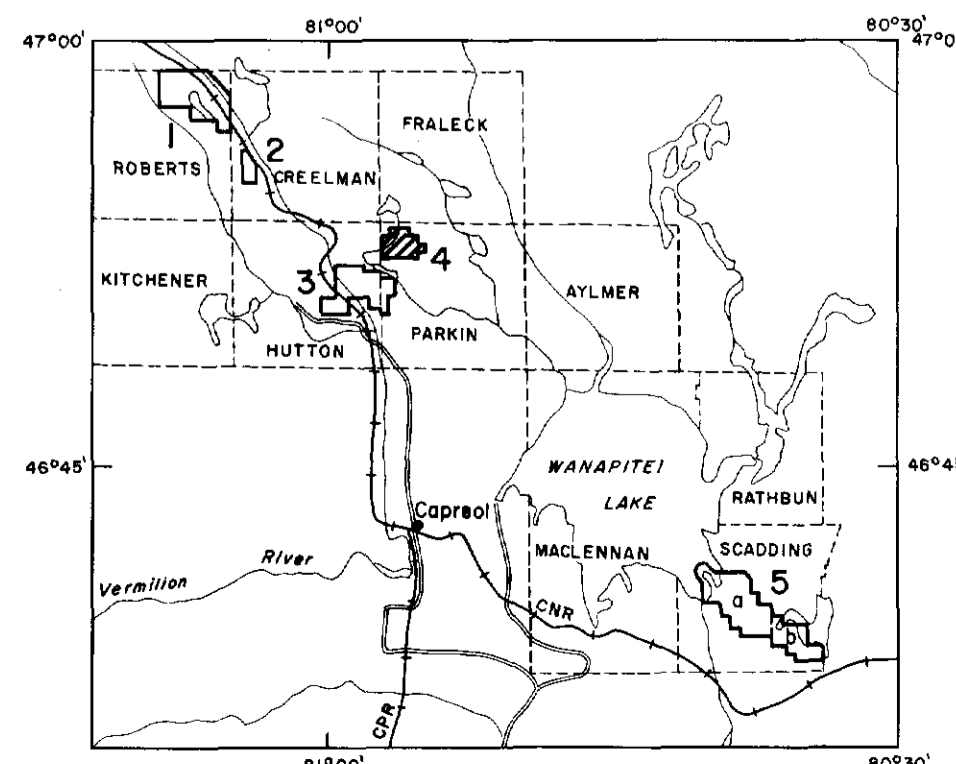 81°00'
80°30'
47°00'
47°0
FRALECK
1
2
ROBERTS
CREELMAN
4
3
KITCHENER
AYLMER
PARKIN
HUTTON
46°45'
46°4
WANAPITEI
LAKE
RATHBUN
Capreol
River
MACLENNAN
SCADDING
Vermilion
5
a
CNR
b
CPR
81°00'
80°30'